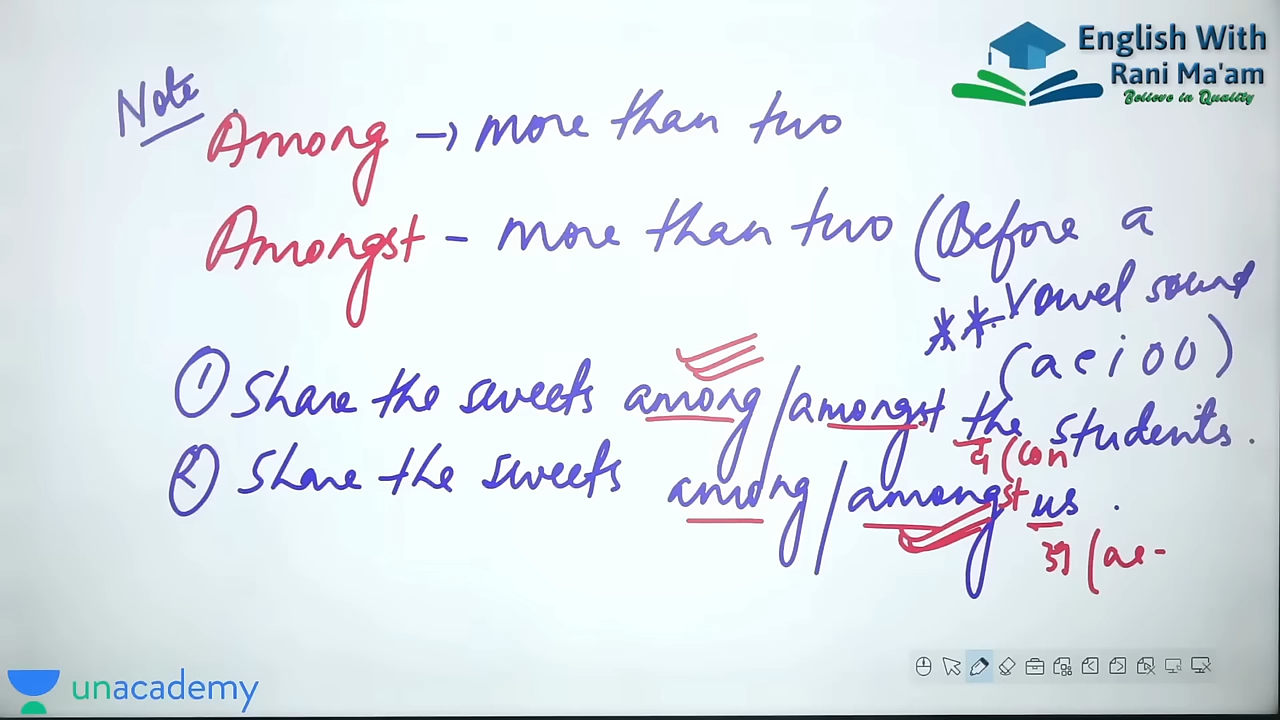 English With
Rani Ma'am
Believe in Quality
Note
Among → more than two
Amongst - more than two (Before a
** Vowel sound
(a e i o u)
① Share the sweets among/amongst the students.
(con
② Share the sweets among/amongst us.
unacademy